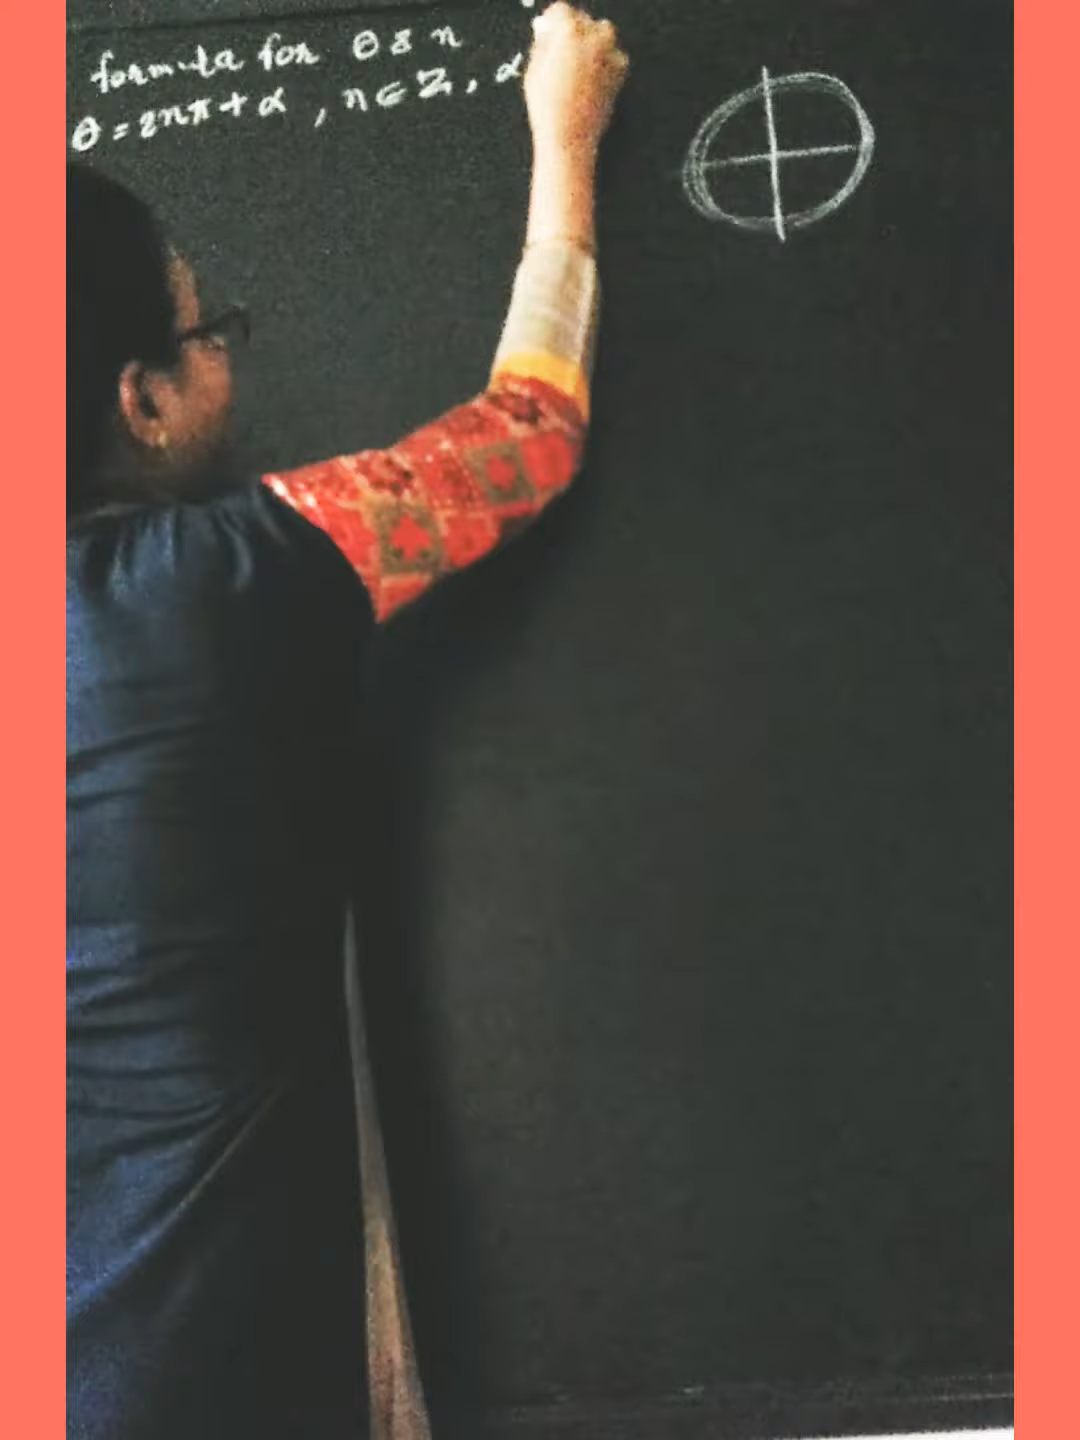 formula for θ & n
θ = 2nπ + α , n ∈ Z, α